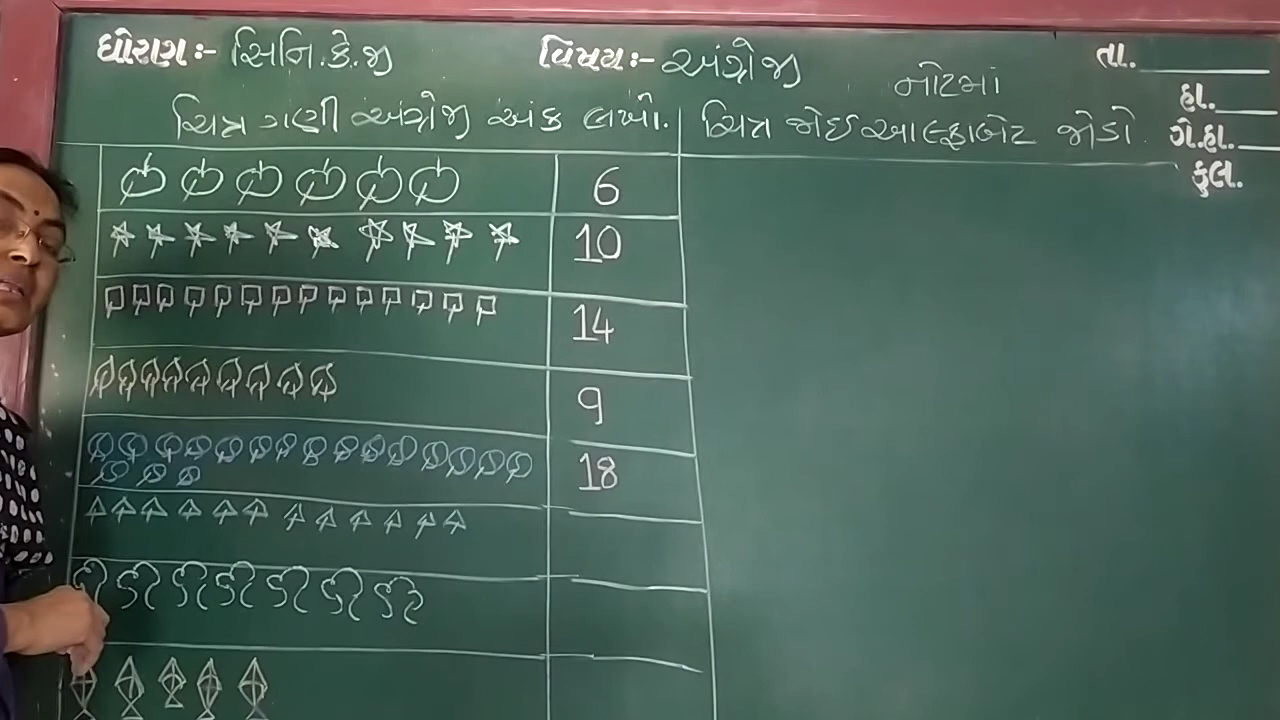 ધોરણ:- સિનિ.કે.જી
વિષય:- અંગ્રેજી
તા.
નોટમાં
હા.
ચિત્ર ગણી અંગ્રેજી અંક લખો.
ચિત્ર જોઈ આલ્ફાબેટ જોડો.
ગે.હા.
કુલ.
6
10
14
9
18